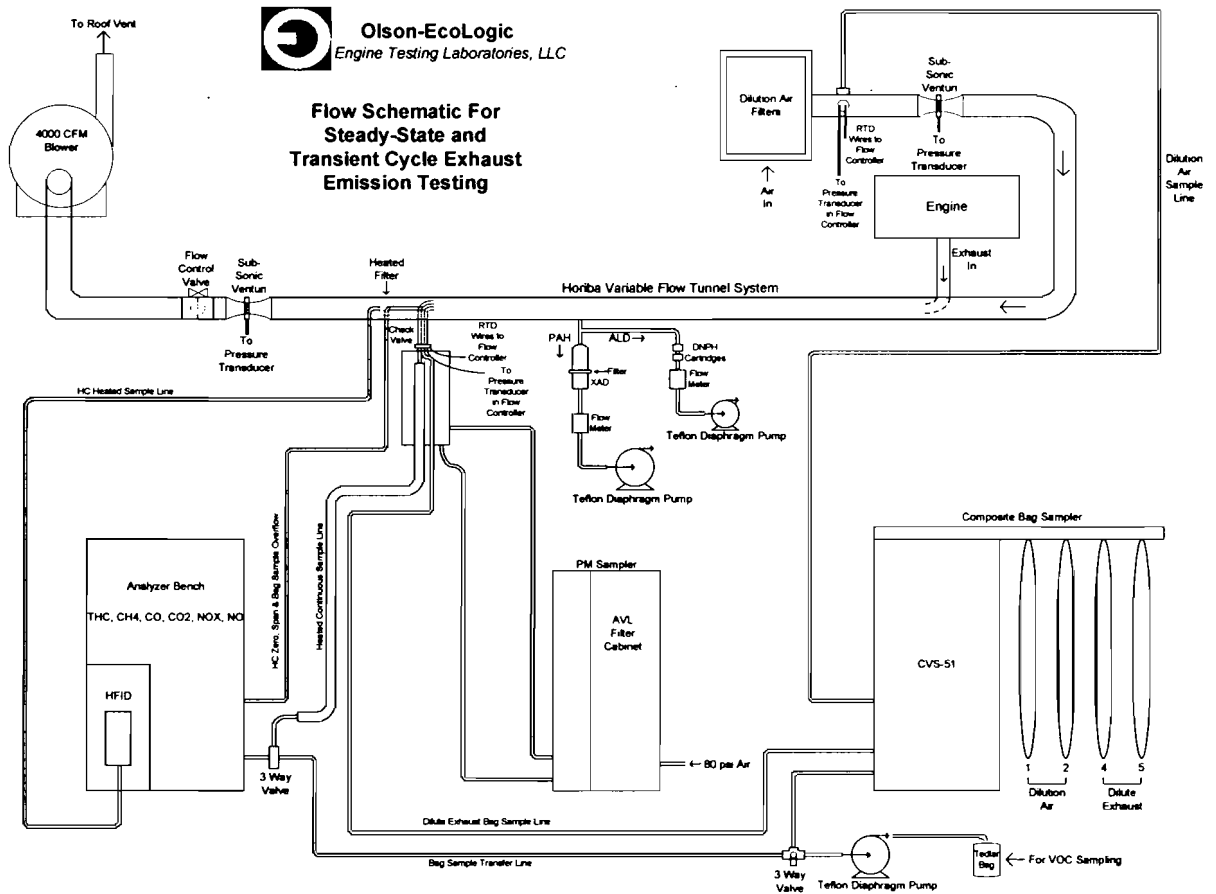 To Roof Vent
4000 CFM
Blower
Olson-EcoLogic
Engine Testing Laboratories, LLC
Flow Schematic For
Steady-State and
Transient Cycle Exhaust
Emission Testing
Dilution Air
Filters
Air
In
RTD
Wires to
Flow
Controller
To
Pressure
Transducer
in Flow
Controller
Sub-
Sonic
Venturi
To
Pressure
Transducer
Engine
Exhaust
In
Dilution
Air
Sample
Line
Flow
Control
Valve
Sub-
Sonic
Venturi
To
Pressure
Transducer
Heated
Filter
Horiba Variable Flow Tunnel System
Check
Valve
RTD
Wires to
Flow
Controller
To
Pressure
Transducer
in Flow
Controller
PAH
Filter
XAD
Flow
Meter
Teflon Diaphragm Pump
ALD
DNPH
Cartridges
Flow
Meter
Teflon Diaphragm Pump
HC Heated Sample Line
HC Zero, Span & Bag Sample Overflow
Heated Continuous Sample Line
Analyzer Bench
THC, CH4, CO, CO2, NOX, NO
HFID
3 Way
Valve
PM Sampler
AVL
Filter
Cabinet
80 psi Air
Composite Bag Sampler
CVS-51
1 2 4 5
Dilution
Air
Dilute
Exhaust
Dilute Exhaust Bag Sample Line
Bag Sample Transfer Line
3 Way
Valve
Teflon Diaphragm Pump
Tedlar
Bag
For VOC Sampling